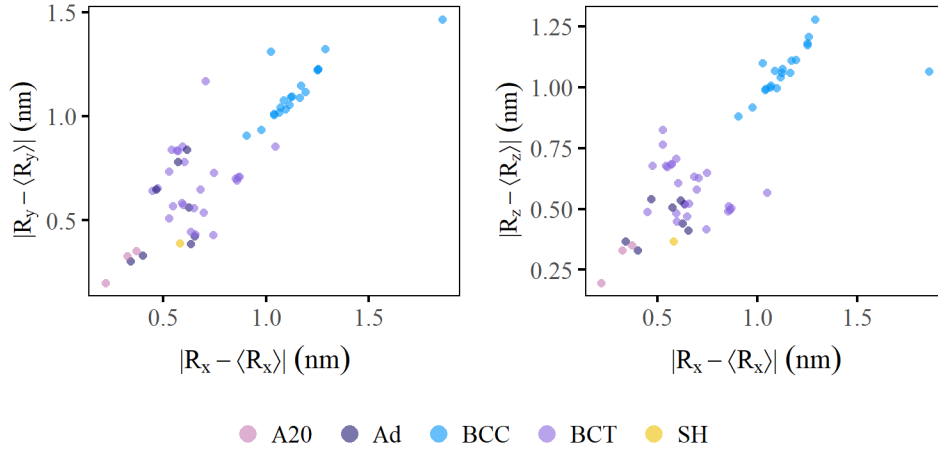 1.5
1.0
0.5
|Ry − ⟨Ry⟩| (nm)
0.5 1.0 1.5
|Rx − ⟨Rx⟩| (nm)
1.25
1.00
0.75
0.50
0.25
|Rz − ⟨Rz⟩| (nm)
0.5 1.0 1.5
|Rx − ⟨Rx⟩| (nm)
A20 Ad BCC BCT SH